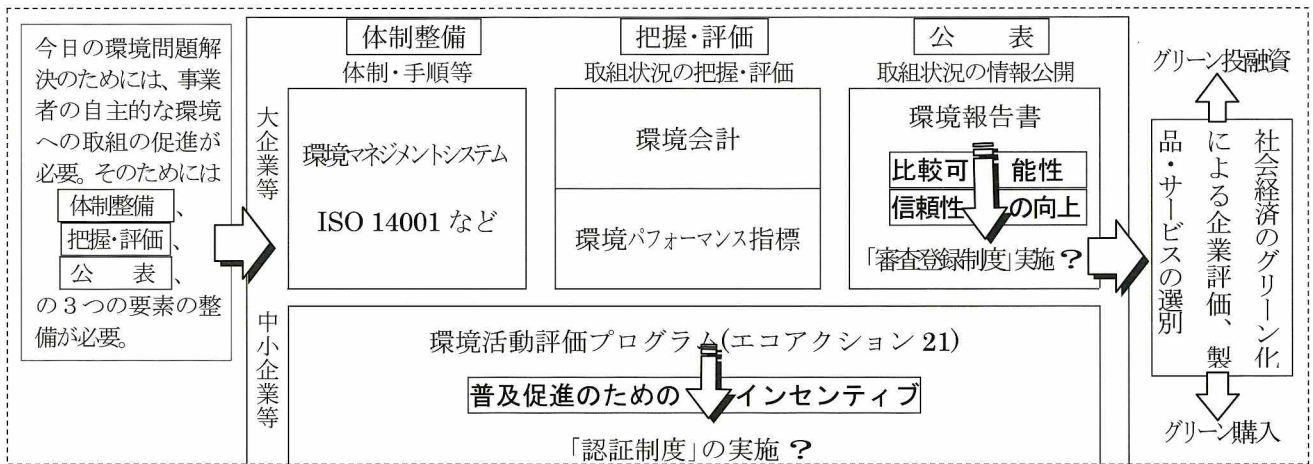 今日の環境問題解
決のためには、事業
者の自主的な環境
への取組の促進が
必要。そのためには
体制整備、
把握・評価、
公　表、
の３つの要素の整
備が必要。
大企業等
中小企業等
体制整備
体制・手順等
環境マネジメントシステム
ISO 14001 など
把握・評価
取組状況の把握・評価
環境会計
環境パフォーマンス指標
公　表
取組状況の情報公開
環境報告書
比較可能性
信頼性の向上
「審査登録制度」実施？
環境活動評価プログラム(エコアクション 21)
普及促進のためのインセンティブ
「認証制度」の実施？
グリーン投融資
社会経済のグリーン化
による企業評価、製
品・サービスの選別
グリーン購入